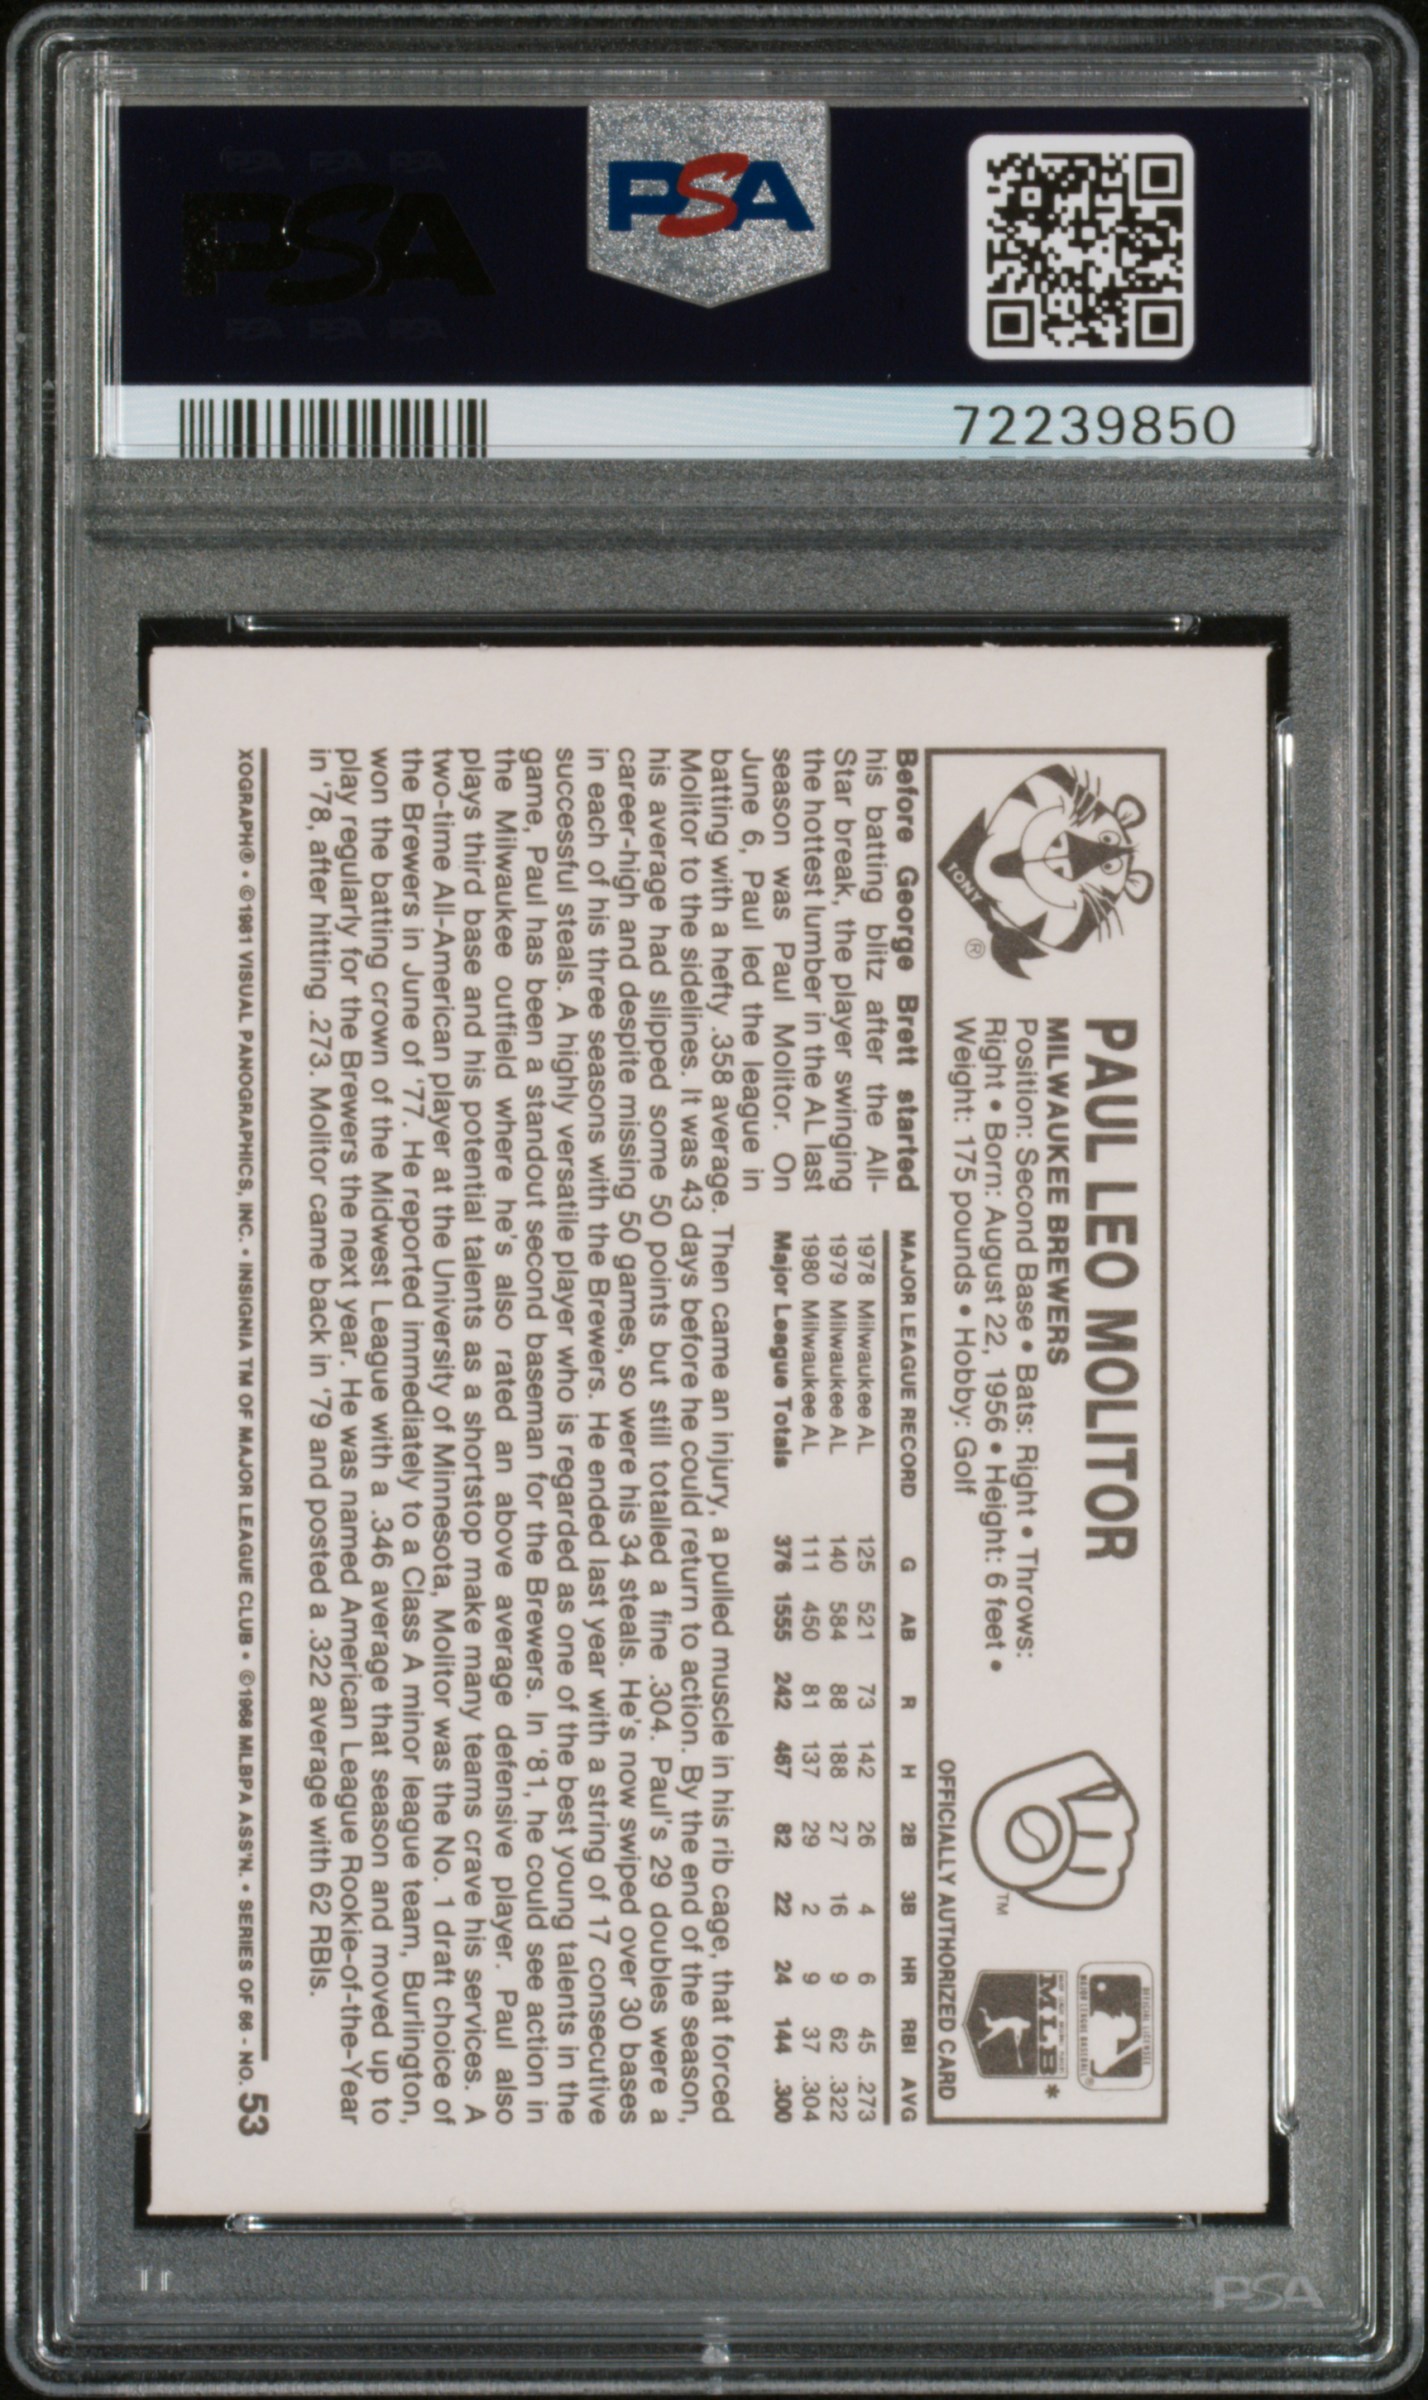 PSA PSA PSA
PSA
PSA PSA PSA
PSA
72239850
TONY
®
PAUL LEO MOLITOR
MILWAUKEE BREWERS
Position: Second Base • Bats: Right • Throws:
Right • Born: August 22, 1956 • Height: 6 feet •
Weight: 175 pounds • Hobby: Golf
TM
MLB*
OFFICIALLY AUTHORIZED CARD
Before George Brett started
his batting blitz after the All-
Star break, the player swinging
the hottest lumber in the AL last
season was Paul Molitor. On
June 6, Paul led the league in
MAJOR LEAGUE RECORD G AB R H 2B 3B HR RBI AVG
1978 Milwaukee AL 125 521 73 142 26 4 6 45 .273
1979 Milwaukee AL 140 584 88 188 27 16 9 62 .322
1980 Milwaukee AL 111 450 81 137 29 2 9 37 .304
Major League Totals 376 1555 242 467 82 22 24 144 .300
batting with a hefty .358 average. Then came an injury, a pulled muscle in his rib cage, that forced
Molitor to the sidelines. It was 43 days before he could return to action. By the end of the season,
his average had slipped some 50 points but still totalled a fine .304. Paul's 29 doubles were a
career-high and despite missing 50 games, so were his 34 steals. He's now swiped over 30 bases
in each of his three seasons with the Brewers. He ended last year with a string of 17 consecutive
successful steals. A highly versatile player who is regarded as one of the best young talents in the
game, Paul has been a standout second baseman for the Brewers. In '81, he could see action in
the Milwaukee outfield where he's also rated an above average defensive player. Paul also
plays third base and his potential talents as a shortstop make many teams crave his services. A
two-time All-American player at the University of Minnesota, Molitor was the No. 1 draft choice of
the Brewers in June of '77. He reported immediately to a Class A minor league team, Burlington,
won the batting crown of the Midwest League with a .346 average that season and moved up to
play regularly for the Brewers the next year. He was named American League Rookie-of-the-Year
in '78, after hitting .273. Molitor came back in '79 and posted a .322 average with 62 RBIs.
XOGRAPH® • ©1981 VISUAL PANOGRAPHICS, INC. • INSIGNIA TM OF MAJOR LEAGUE CLUB • ©1968 MLBPA ASS'N. • SERIES OF 66 - NO. 53
PSA